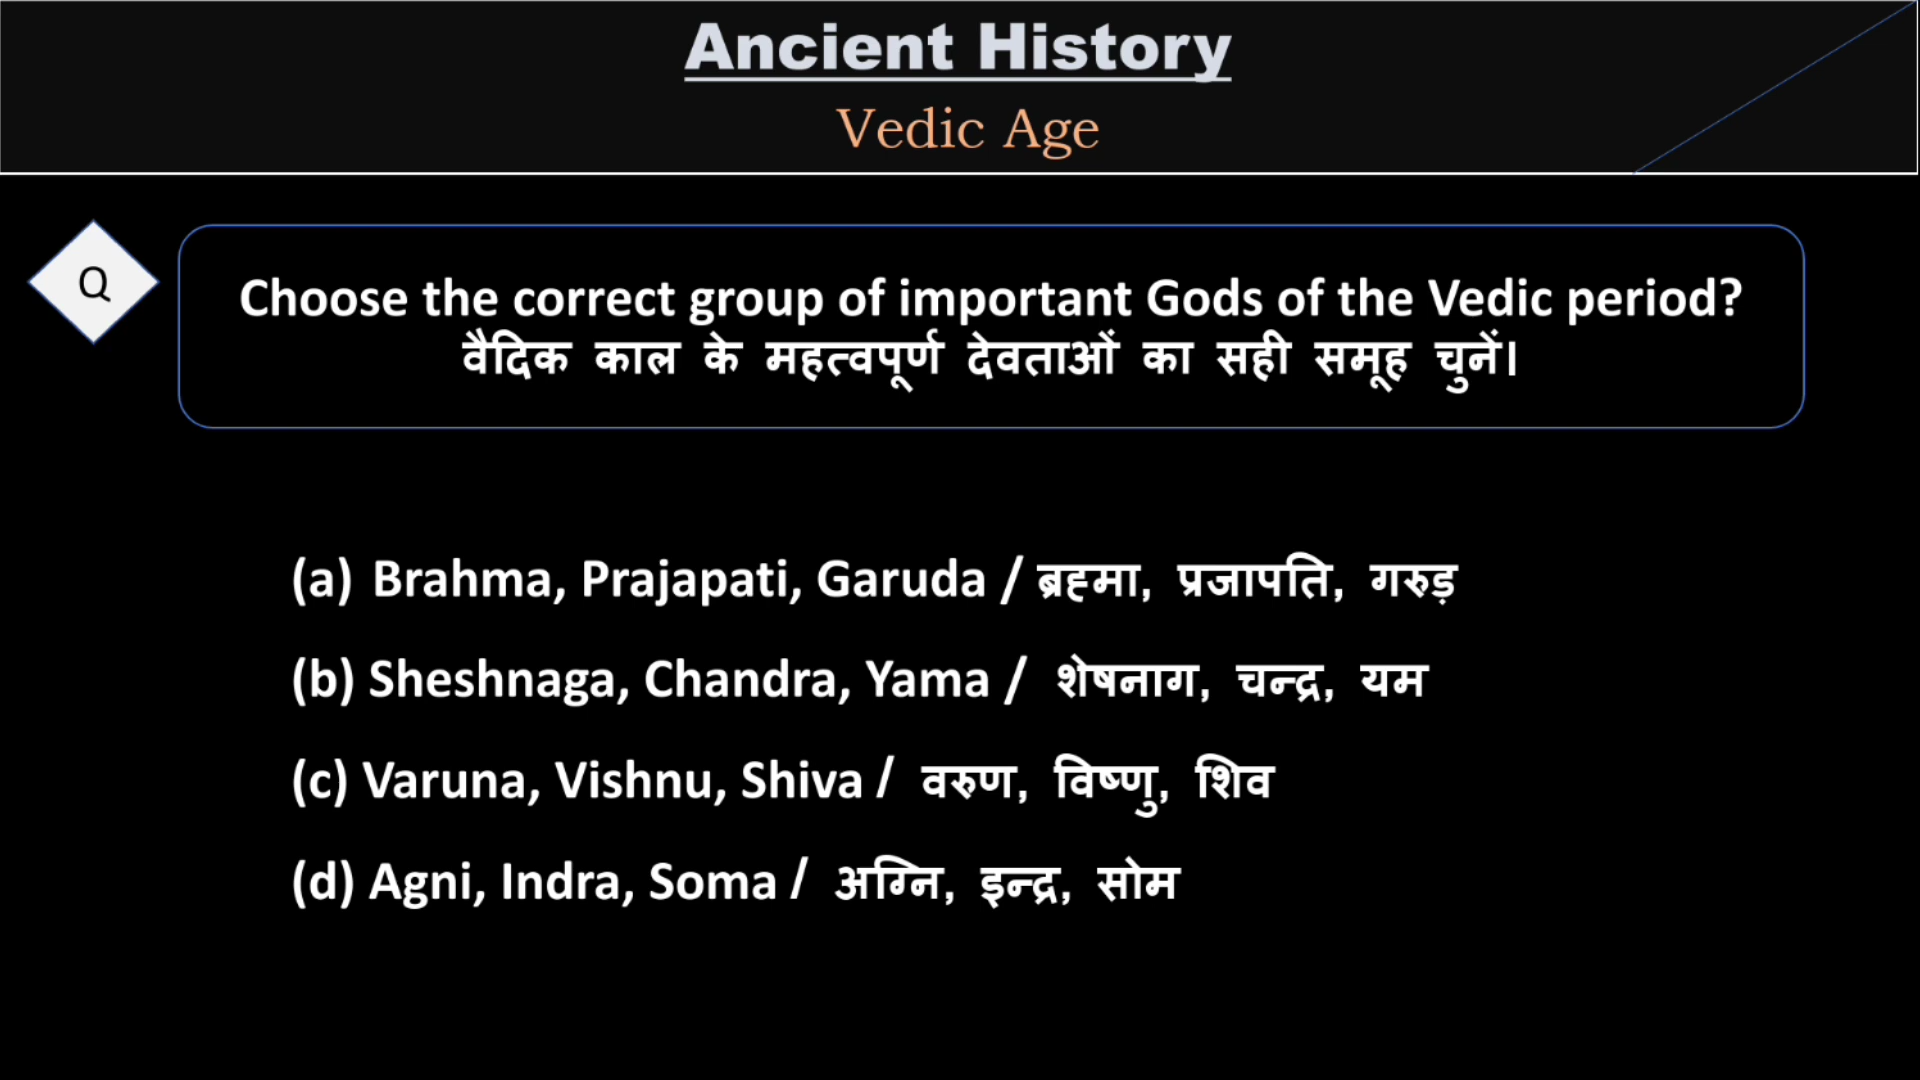 Ancient History
Vedic Age
Q
Choose the correct group of important Gods of the Vedic period?
वैदिक काल के महत्वपूर्ण देवताओं का सही समूह चुनें।
(a) Brahma, Prajapati, Garuda / ब्रह्मा, प्रजापति, गरुड़
(b) Sheshnaga, Chandra, Yama / शेषनाग, चन्द्र, यम
(c) Varuna, Vishnu, Shiva / वरुण, विष्णु, शिव
(d) Agni, Indra, Soma / अग्नि, इन्द्र, सोम